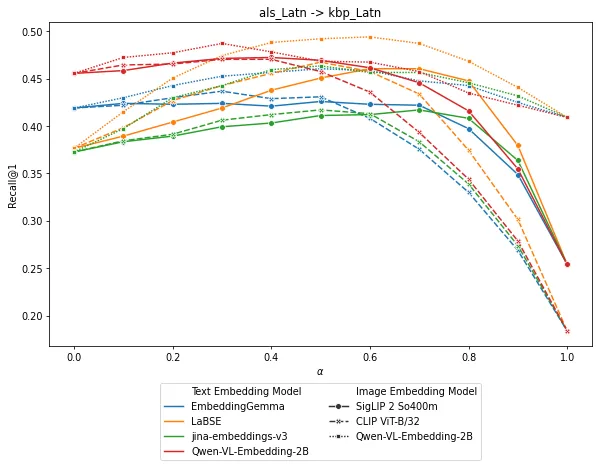 als_Latn -> kbp_Latn
Recall@1
0.50
0.45
0.40
0.35
0.30
0.25
0.20
0.0 0.2 0.4 0.6 0.8 1.0
α
Text Embedding Model
EmbeddingGemma
LaBSE
jina-embeddings-v3
Qwen-VL-Embedding-2B
Image Embedding Model
SigLIP 2 So400m
CLIP ViT-B/32
Qwen-VL-Embedding-2B